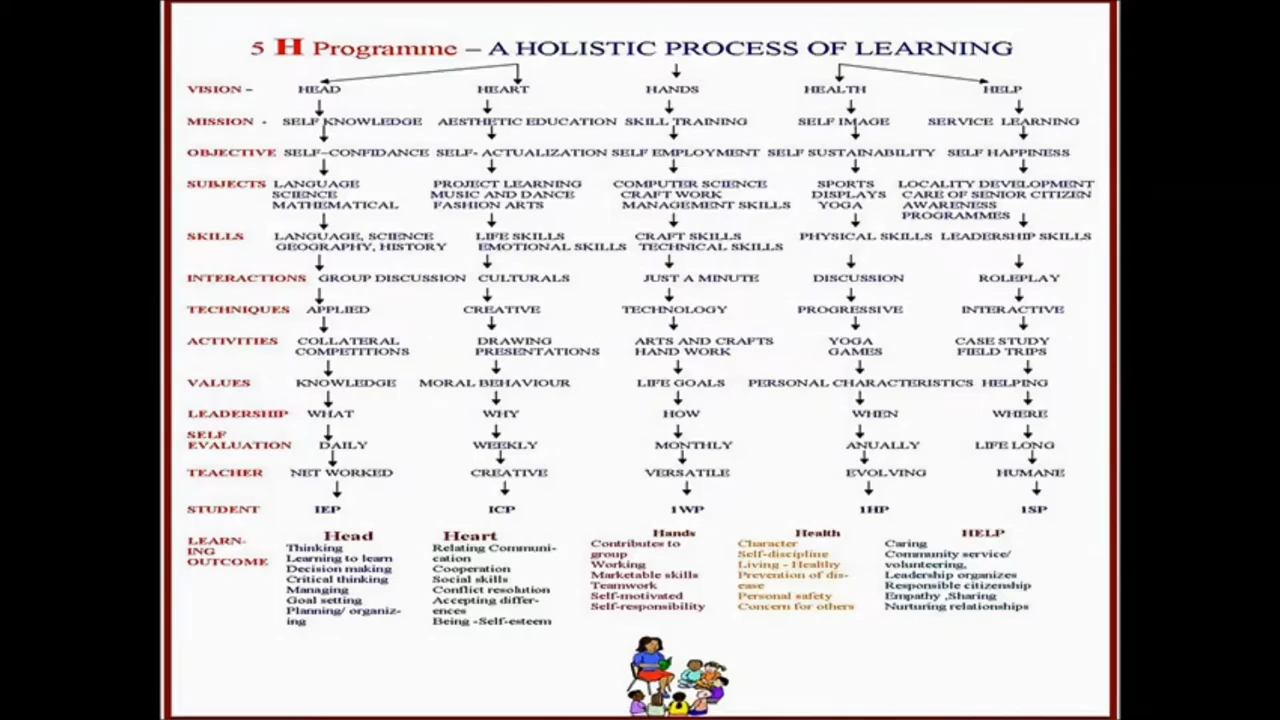 5 H Programme – A HOLISTIC PROCESS OF LEARNING
VISION – HEAD HEART HANDS HEALTH HELP
MISSION - SELF KNOWLEDGE AESTHETIC EDUCATION SKILL TRAINING SELF IMAGE SERVICE LEARNING
OBJECTIVE SELF-CONFIDANCE SELF- ACTUALIZATION SELF EMPLOYMENT SELF SUSTAINABILITY SELF HAPPINESS
SUBJECTS LANGUAGE PROJECT LEARNING COMPUTER SCIENCE SPORTS LOCALITY DEVELOPMENT
SCIENCE MUSIC AND DANCE CRAFT WORK DISPLAYS CARE OF SENIOR CITIZEN
MATHEMATICAL FASHION ARTS MANAGEMENT SKILLS YOGA AWARENESS
PROGRAMMES
SKILLS LANGUAGE, SCIENCE LIFE SKILLS CRAFT SKILLS PHYSICAL SKILLS LEADERSHIP SKILLS
GEOGRAPHY, HISTORY EMOTIONAL SKILLS TECHNICAL SKILLS
INTERACTIONS GROUP DISCUSSION CULTURALS JUST A MINUTE DISCUSSION ROLEPLAY
TECHNIQUES APPLIED CREATIVE TECHNOLOGY PROGRESSIVE INTERACTIVE
ACTIVITIES COLLATERAL DRAWING ARTS AND CRAFTS YOGA CASE STUDY
COMPETITIONS PRESENTATIONS HAND WORK GAMES FIELD TRIPS
VALUES KNOWLEDGE MORAL BEHAVIOUR LIFE GOALS PERSONAL CHARACTERISTICS HELPING
LEADERSHIP WHAT WHY HOW WHEN WHERE
SELF
EVALUATION DAILY WEEKLY MONTHLY ANUALLY LIFE LONG
TEACHER NET WORKED CREATIVE VERSATILE EVOLVING HUMANE
STUDENT IEP ICP 1WP 1HP 1SP
LEARN-
ING
OUTCOME
Head
Thinking
Learning to learn
Decision making
Critical thinking
Managing
Goal setting
Planning/ organiz-
ing
Heart
Relating Communi-
cation
Cooperation
Social skills
Conflict resolution
Accepting differ-
ences
Being -Self-esteem
Hands
Contributes to
group
Working
Marketable skills
Teamwork
Self-motivated
Self-responsibility
Health
Character
Self-discipline
Living - Healthy
Prevention of dis-
ease
Personal safety
Concern for others
HELP
Caring
Community service/
volunteering,
Leadership organizes
Responsible citizenship
Empathy ,Sharing
Nurturing relationships